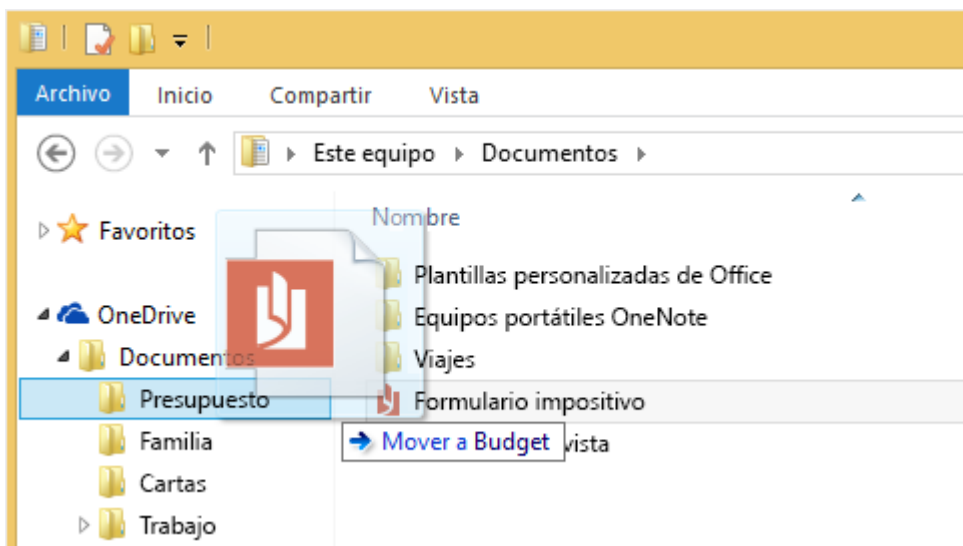 Archivo Inicio Compartir Vista
Este equipo Documentos
Nombre
Favoritos
Plantillas personalizadas de Office
OneDrive
Equipos portátiles OneNote
Documentos
Viajes
Presupuesto
Formulario impositivo
Familia
Mover a Budget
vista
Cartas
Trabajo